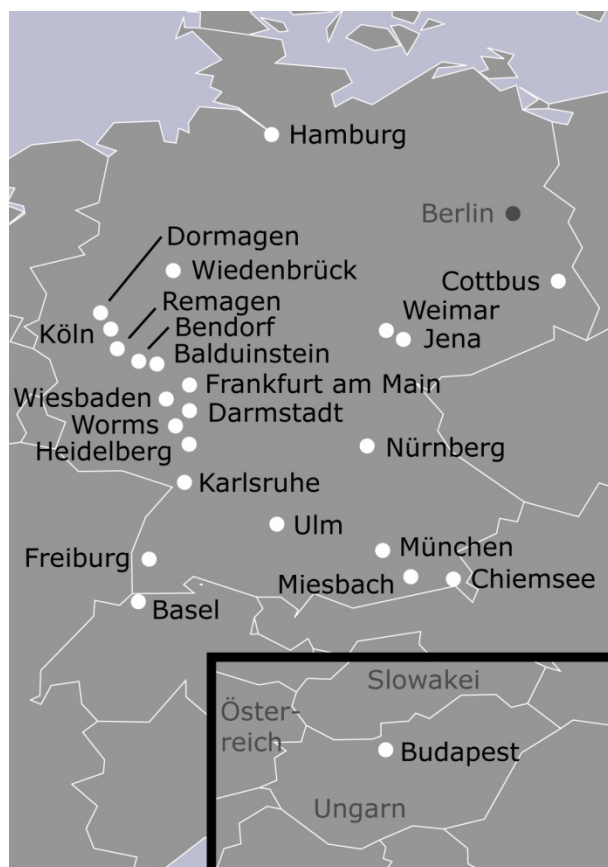 Hamburg
Berlin
Dormagen
Wiedenbrück
Cottbus
Remagen
Weimar
Köln
Bendorf
Jena
Balduinstein
Frankfurt am Main
Wiesbaden
Darmstadt
Worms
Heidelberg
Nürnberg
Karlsruhe
Ulm
München
Freiburg
Miesbach
Chiemsee
Basel
Slowakei
Öster-
reich
Budapest
Ungarn